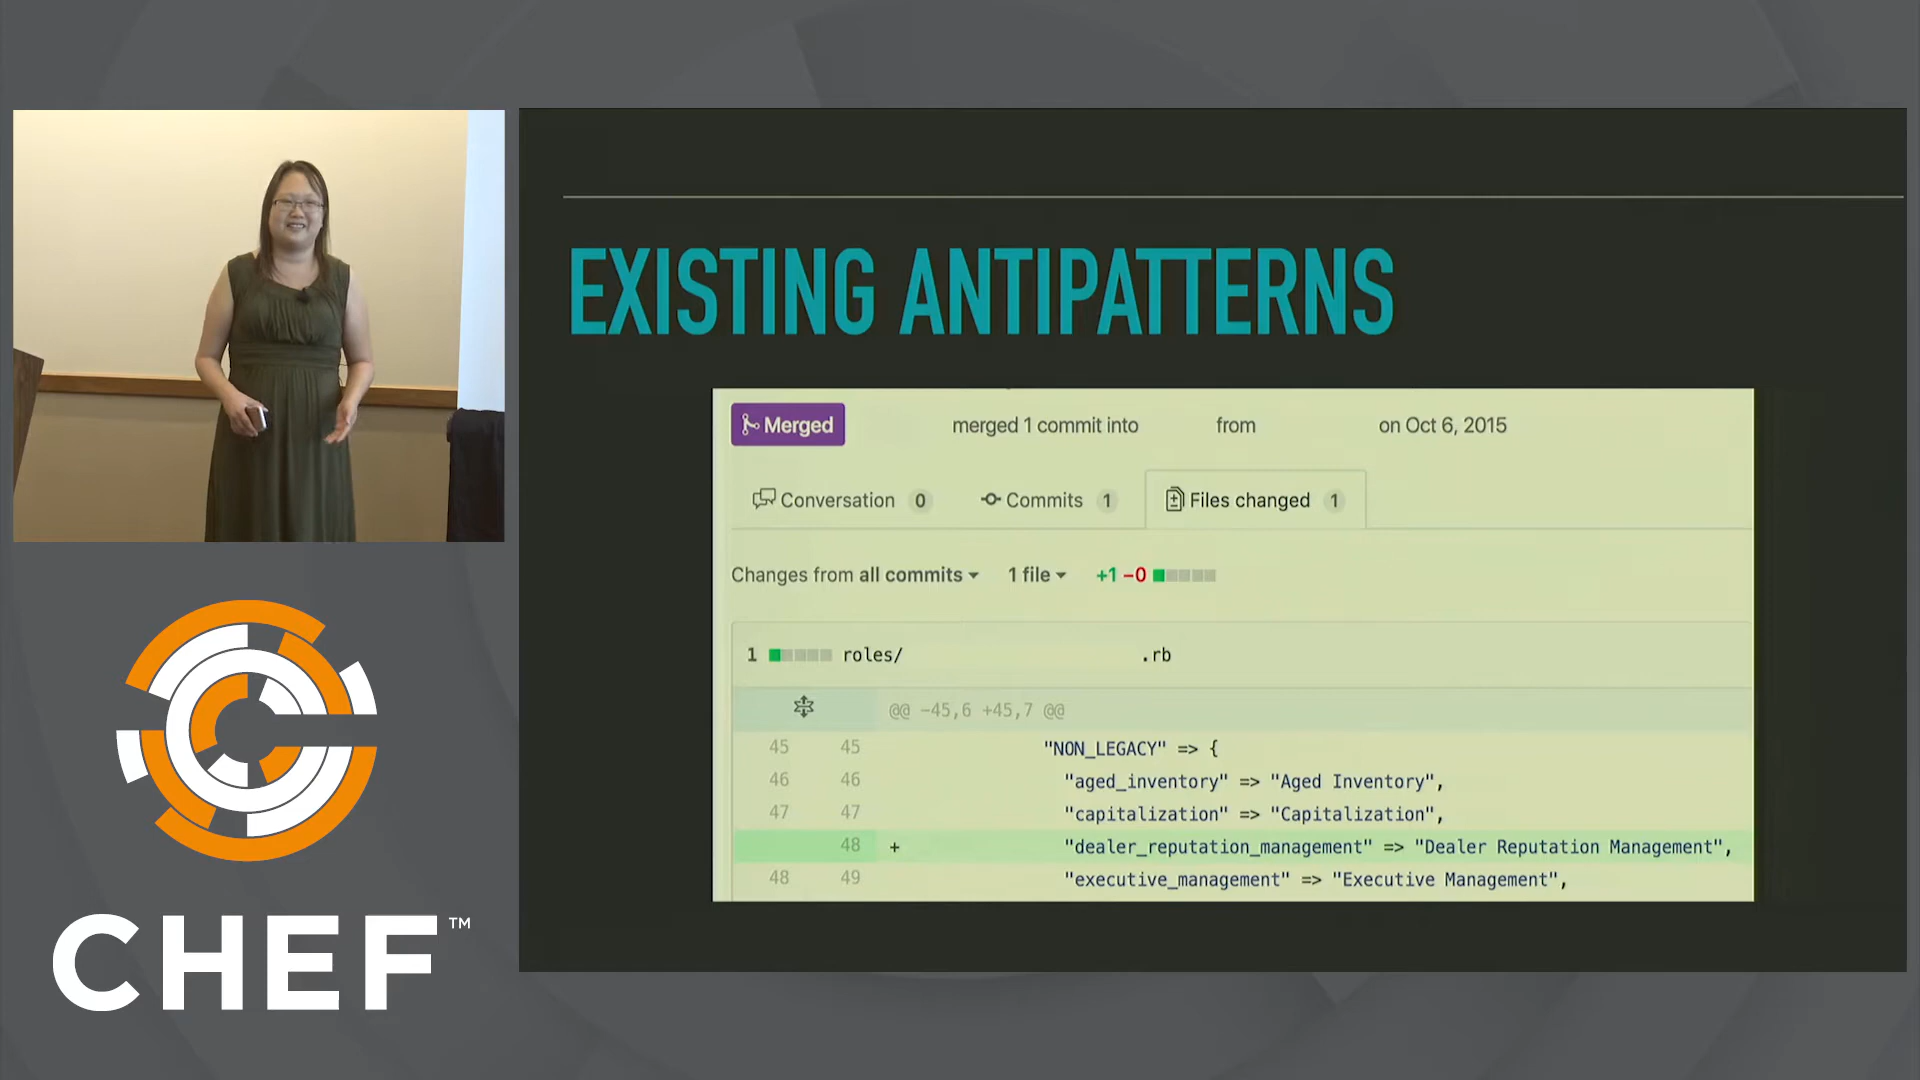 EXISTING ANTIPATTERNS
Merged merged 1 commit into from on Oct 6, 2015
Conversation 0 Commits 1 Files changed 1
Changes from all commits 1 file +1 −0
1 roles/ .rb
@@ -45,6 +45,7 @@
45 45 "NON_LEGACY" => {
46 46 "aged_inventory" => "Aged Inventory",
47 47 "capitalization" => "Capitalization",
48 + "dealer_reputation_management" => "Dealer Reputation Management",
48 49 "executive_management" => "Executive Management",
CHEF™